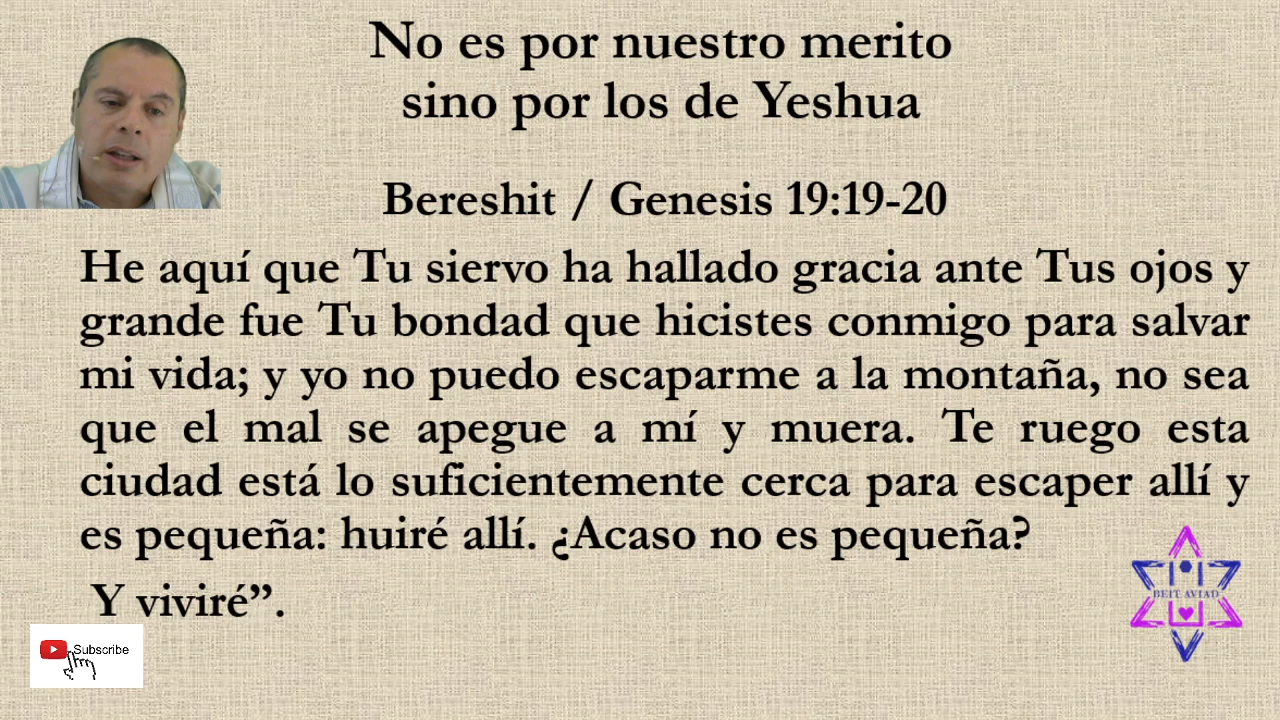 No es por nuestro merito
sino por los de Yeshua
Bereshit / Genesis 19:19-20
He aquí que Tu siervo ha hallado gracia ante Tus ojos y
grande fue Tu bondad que hicistes conmigo para salvar
mi vida; y yo no puedo escaparme a la montaña, no sea
que el mal se apegue a mí y muera. Te ruego esta
ciudad está lo suficientemente cerca para escaper allí y
es pequeña: huiré allí. ¿Acaso no es pequeña?
Y viviré”.
BEIT AVIAD
Subscribe